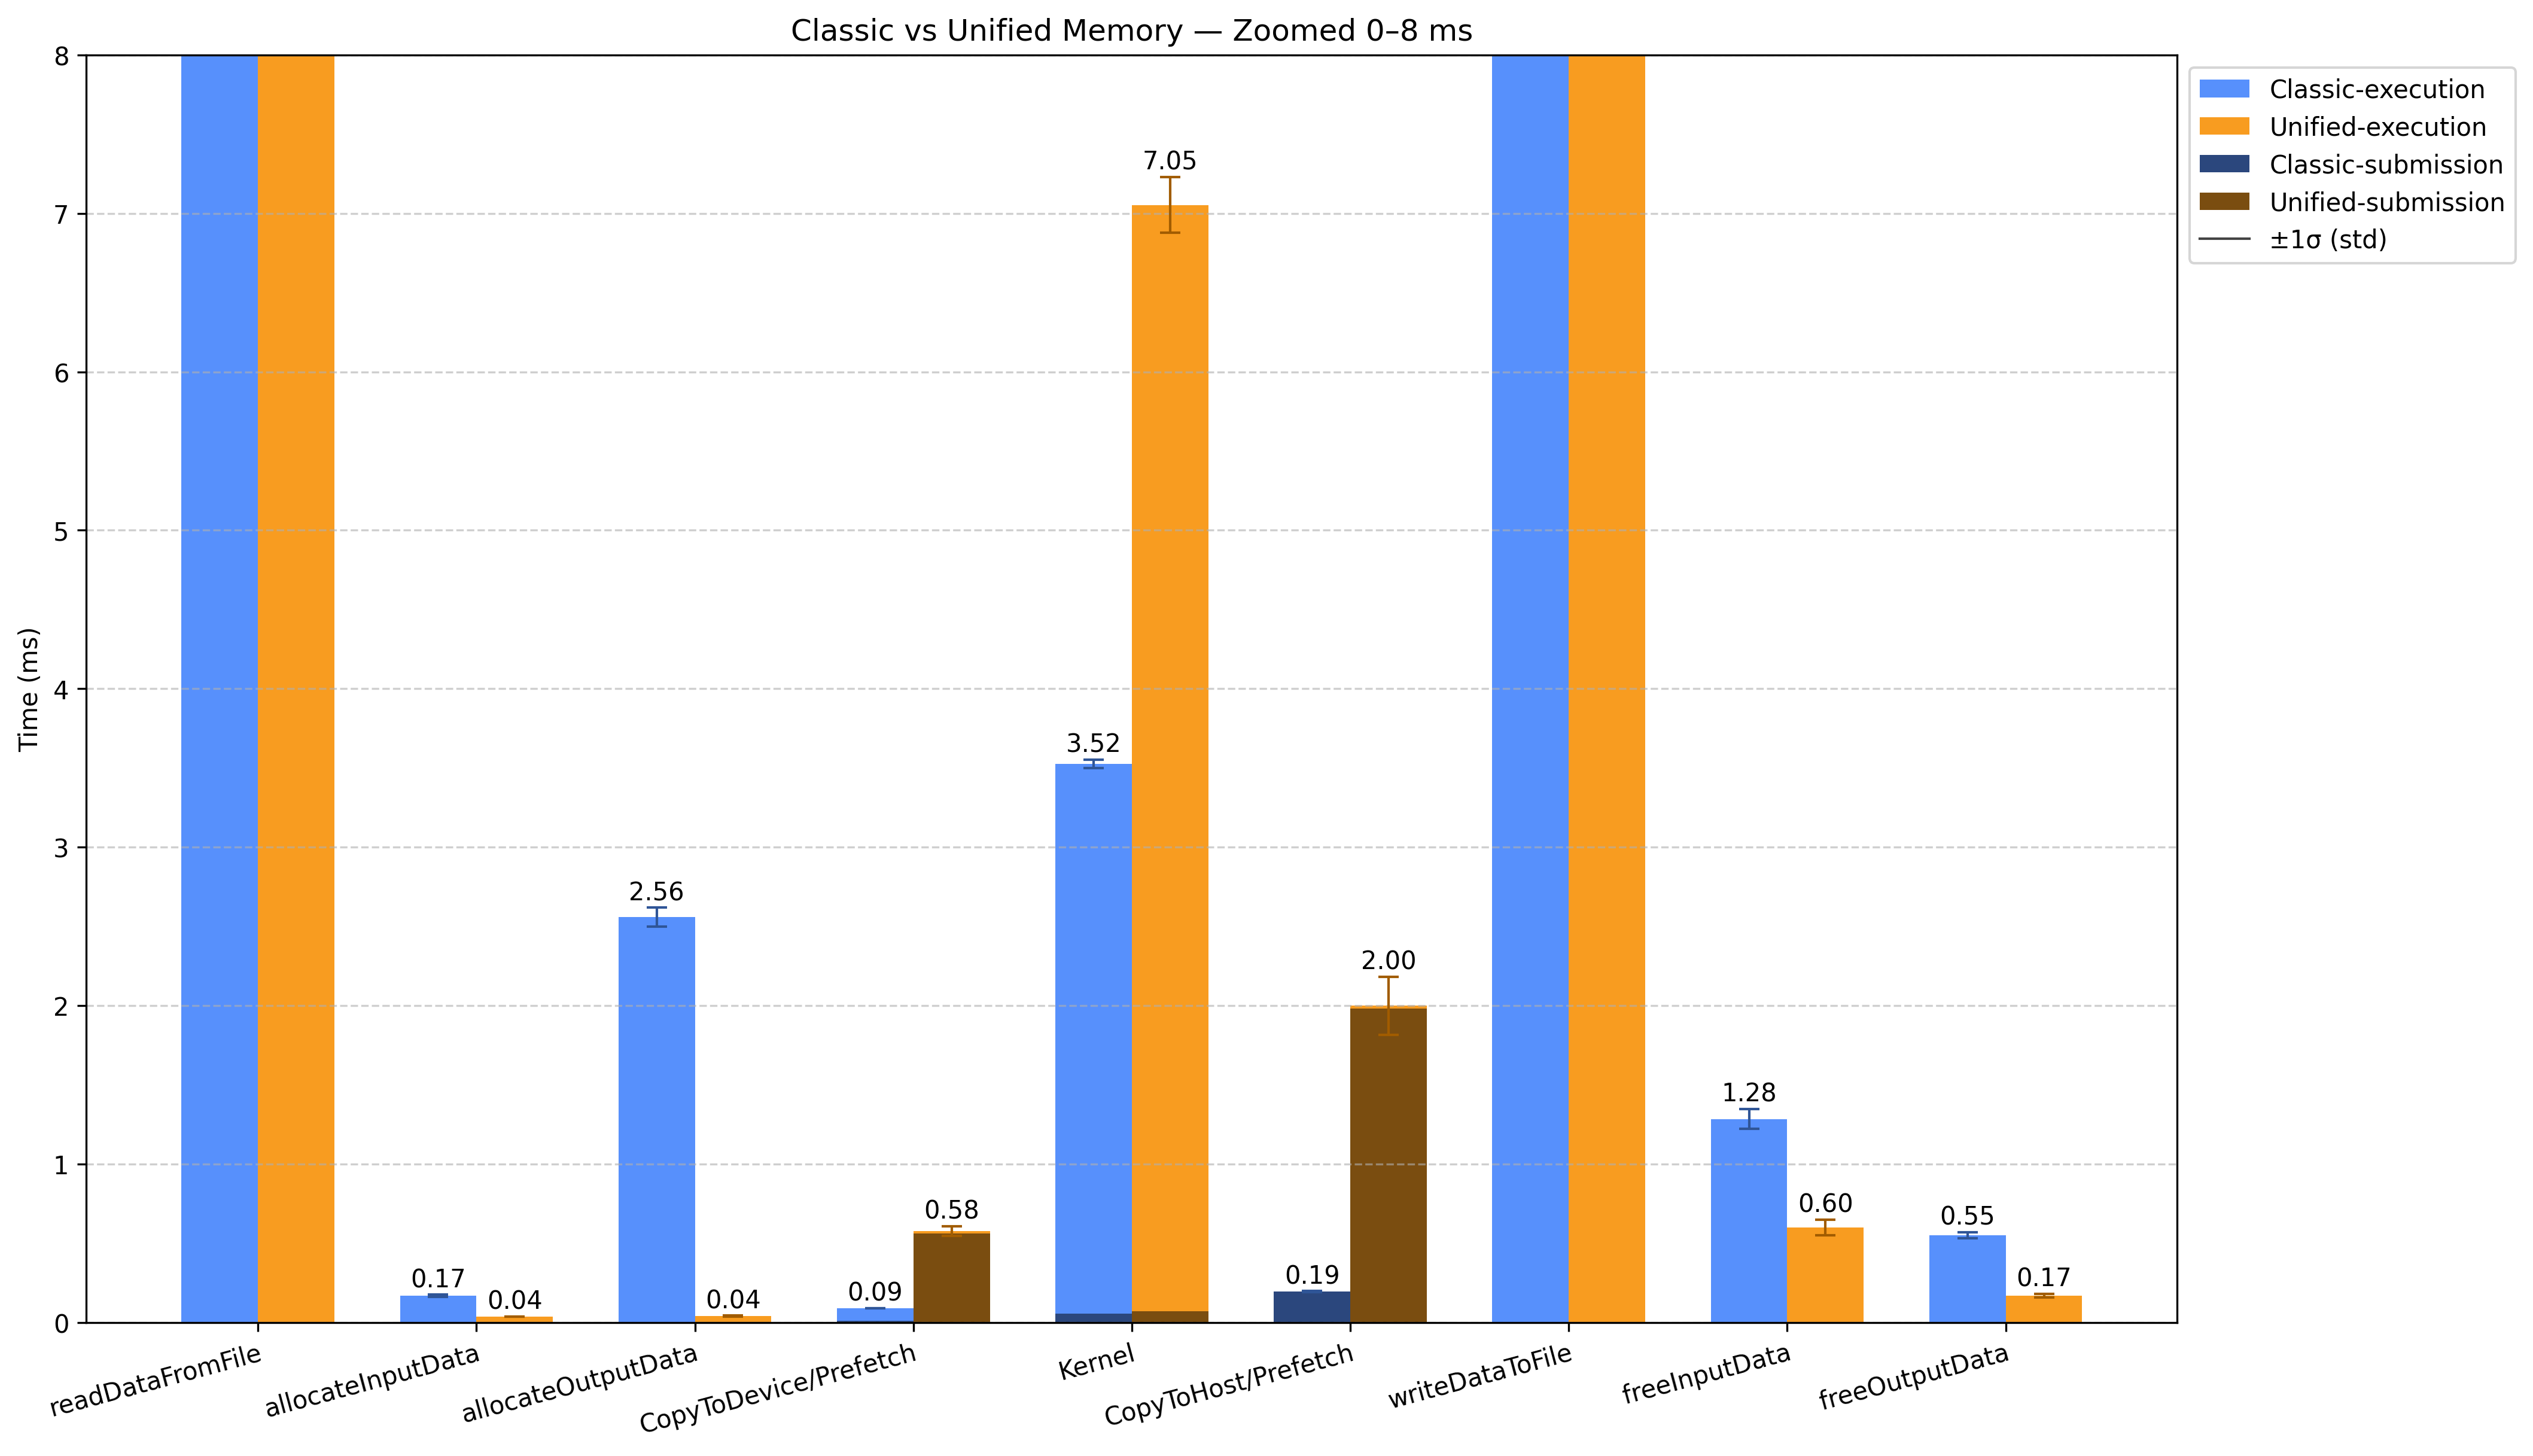 Classic vs Unified Memory — Zoomed 0–8 ms
Time (ms)
8
7
6
5
4
3
2
1
0
Classic-execution
Unified-execution
Classic-submission
Unified-submission
±1σ (std)
0.17
0.04
2.56
0.04
0.09
0.58
3.52
7.05
0.19
2.00
1.28
0.60
0.55
0.17
readDataFromFile
allocateInputData
allocateOutputData
CopyToDevice/Prefetch
Kernel
CopyToHost/Prefetch
writeDataToFile
freeInputData
freeOutputData